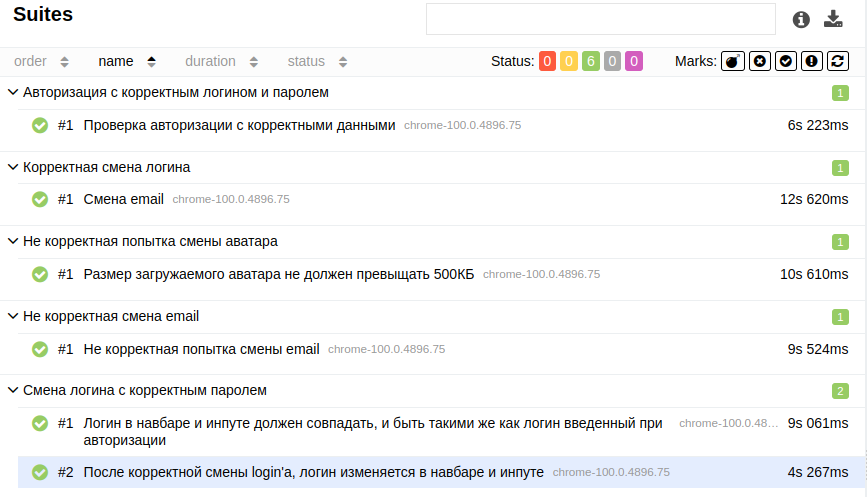 Suites
order name duration status Status: 0 0 6 0 0 Marks:
Авторизация с корректным логином и паролем 1
#1 Проверка авторизации с корректными данными chrome-100.0.4896.75 6s 223ms
Корректная смена логина 1
#1 Смена email chrome-100.0.4896.75 12s 620ms
Не корректная попытка смены аватара 1
#1 Размер загружаемого аватара не должен превыщать 500КБ chrome-100.0.4896.75 10s 610ms
Не корректная смена email 1
#1 Не корректная попытка смены email chrome-100.0.4896.75 9s 524ms
Смена логина с корректным паролем 2
#1 Логин в навбаре и инпуте должен совпадать, и быть такими же как логин введенный при chrome-100.0.48... 9s 061ms
авторизации
#2 После корректной смены login'а, логин изменяется в навбаре и инпуте chrome-100.0.4896.75 4s 267ms